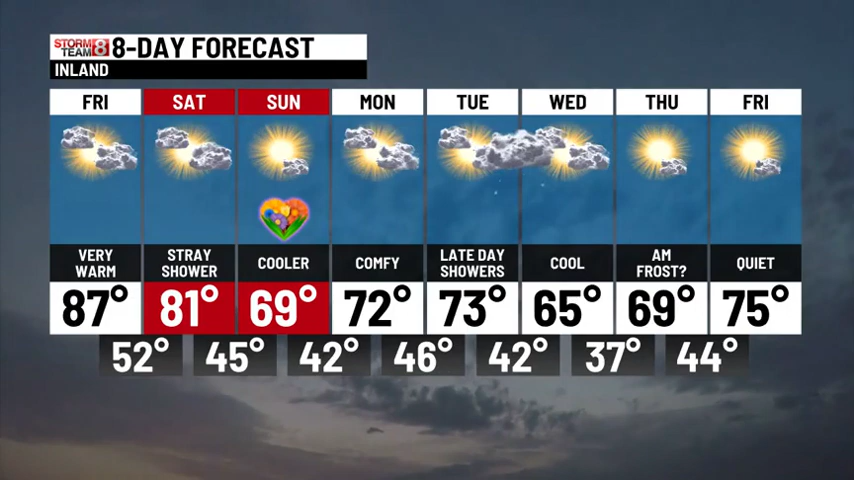 STORM TEAM 8 8-DAY FORECAST
INLAND
FRI SAT SUN MON TUE WED THU FRI
VERY WARM
STRAY SHOWER
COOLER
COMFY
LATE DAY SHOWERS
COOL
AM FROST?
QUIET
87° 81° 69° 72° 73° 65° 69° 75°
52° 45° 42° 46° 42° 37° 44°